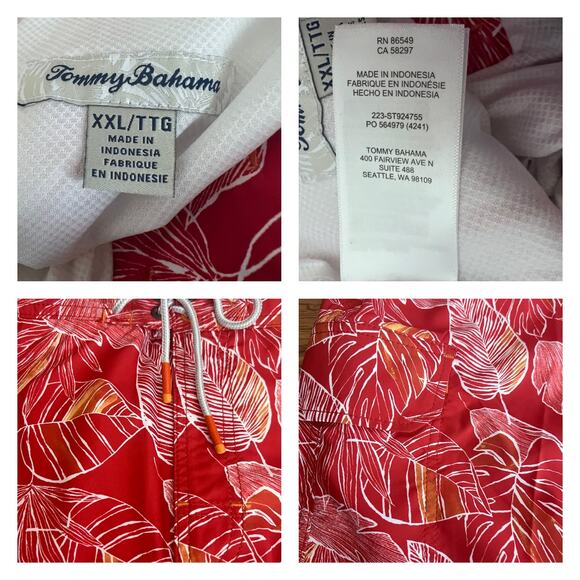 Tommy Bahama
XXL/TTG
MADE IN
INDONESIA
FABRIQUE
EN INDONESIE
XXL/TTG
RN 86549
CA 58297
MADE IN INDONESIA
FABRIQUE EN INDONÉSIE
HECHO EN INDONESIA
223-ST924755
PO 564979 (4241)
TOMMY BAHAMA
400 FAIRVIEW AVE N
SUITE 488
SEATTLE, WA 98109